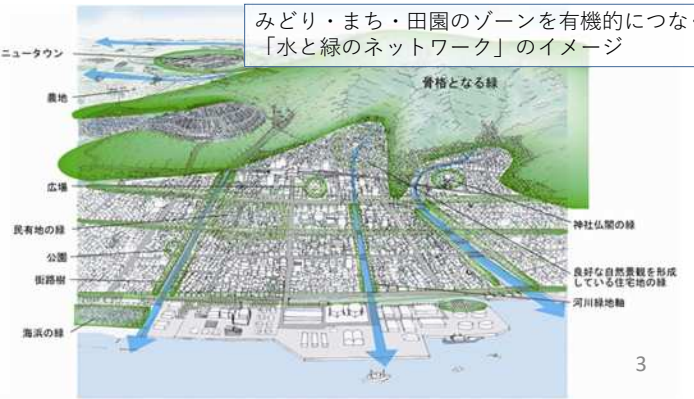 みどり・まち・田園のゾーンを有機的につなぐ
「水と緑のネットワーク」のイメージ
ニュータウン
骨格となる緑
農地
広場
民有地の緑
公園
街路樹
海浜の緑
神社仏閣の緑
良好な自然景観を形成
している住宅地の緑
河川緑地軸
3